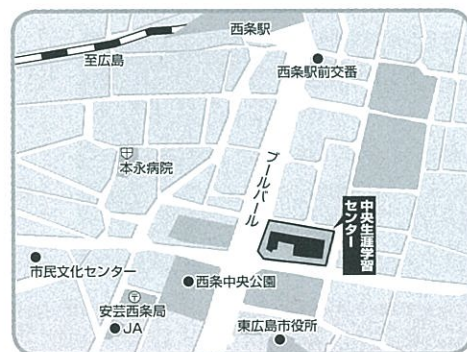 西条駅
至広島
西条駅前交番
本永病院
ブールバール
中央生涯学習
センター
市民文化センター
西条中央公園
安芸西条局
JA
東広島市役所